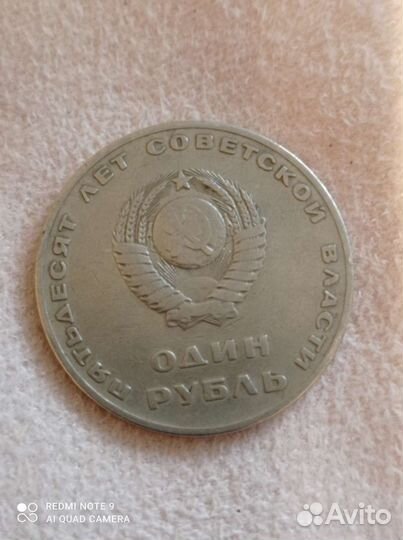 ПЯТЬДЕСЯТ ЛЕТ СОВЕТСКОЙ ВЛАСТИ
ОДИН
РУБЛЬ
REDMI NOTE 9
AI QUAD CAMERA
Avito